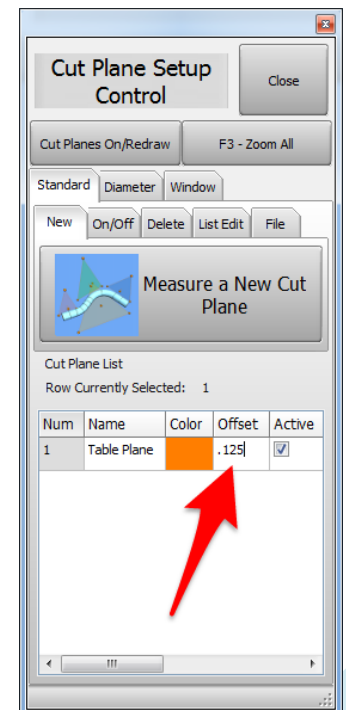 Cut Plane Setup
Control
Close
Cut Planes On/Redraw
F3 - Zoom All
Standard
Diameter
Window
New
On/Off
Delete
List Edit
File
Measure a New Cut
Plane
Cut Plane List
Row Currently Selected: 1
Num Name Color Offset Active
1 Table Plane .125